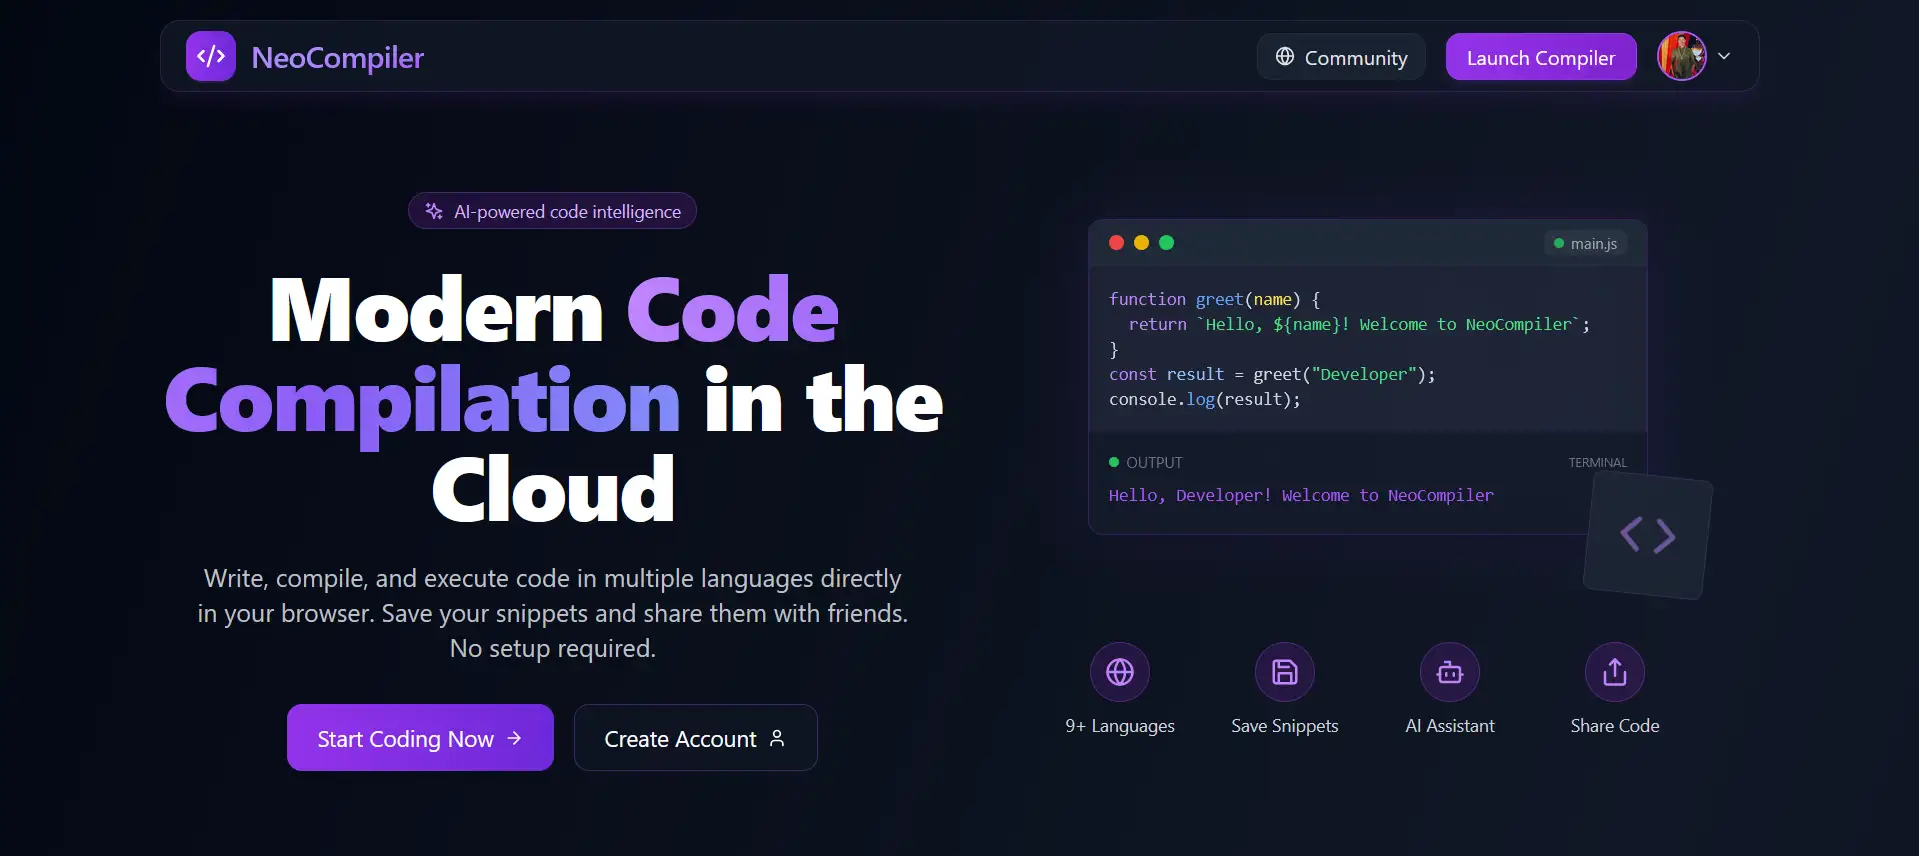 NeoCompiler
Community
Launch Compiler
AI-powered code intelligence
Modern Code
Compilation in the
Cloud
Write, compile, and execute code in multiple languages directly
in your browser. Save your snippets and share them with friends.
No setup required.
Start Coding Now
Create Account
main.js
function greet(name) {
  return `Hello, ${name}! Welcome to NeoCompiler`;
}
const result = greet("Developer");
console.log(result);
OUTPUT
TERMINAL
Hello, Developer! Welcome to NeoCompiler
9+ Languages
Save Snippets
AI Assistant
Share Code